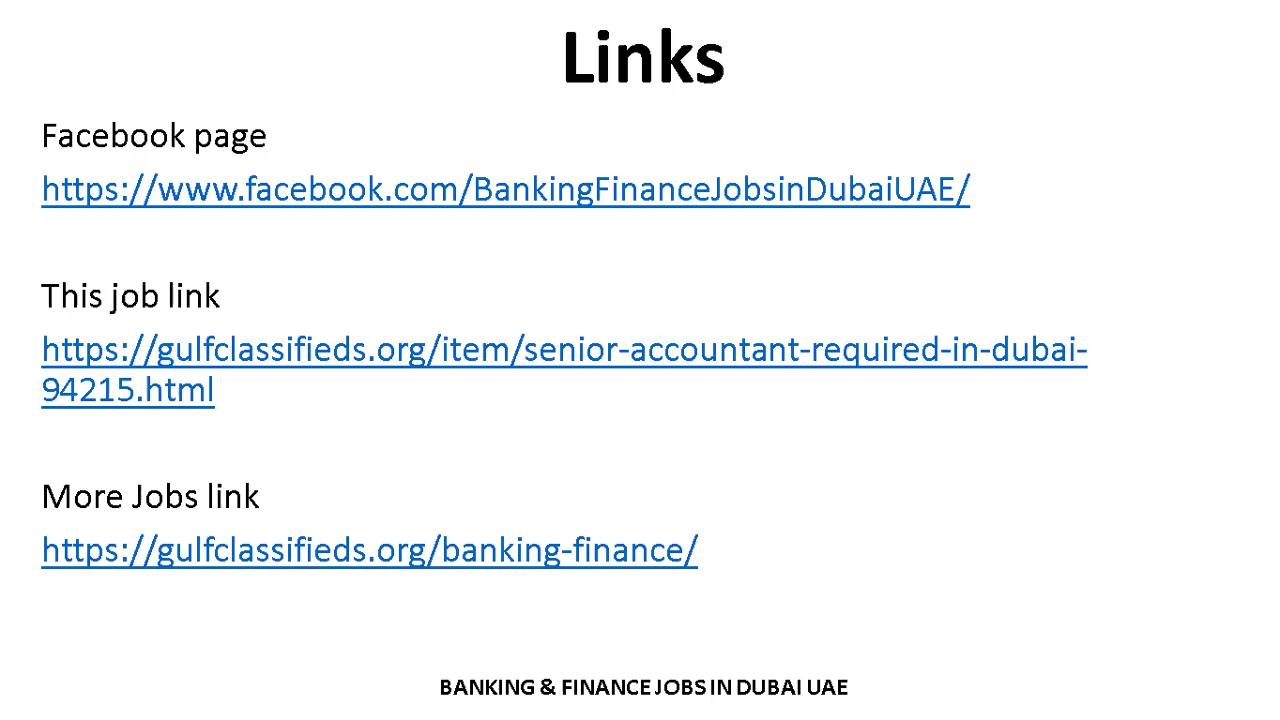 Links
Facebook page
https://www.facebook.com/BankingFinanceJobsinDubaiUAE/
This job link
https://gulfclassifieds.org/item/senior-accountant-required-in-dubai-
94215.html
More Jobs link
https://gulfclassifieds.org/banking-finance/
BANKING & FINANCE JOBS IN DUBAI UAE